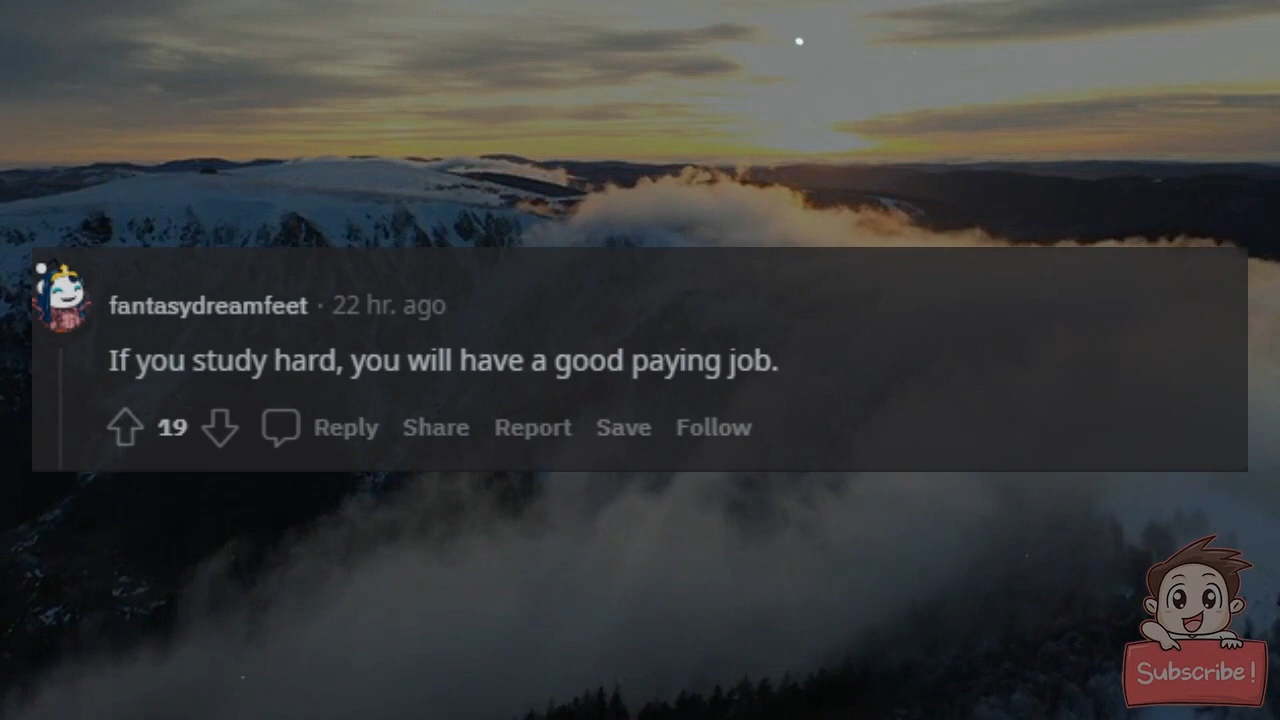 fantasydreamfeet · 22 hr. ago
If you study hard, you will have a good paying job.
19 Reply Share Report Save Follow
Subscribe!